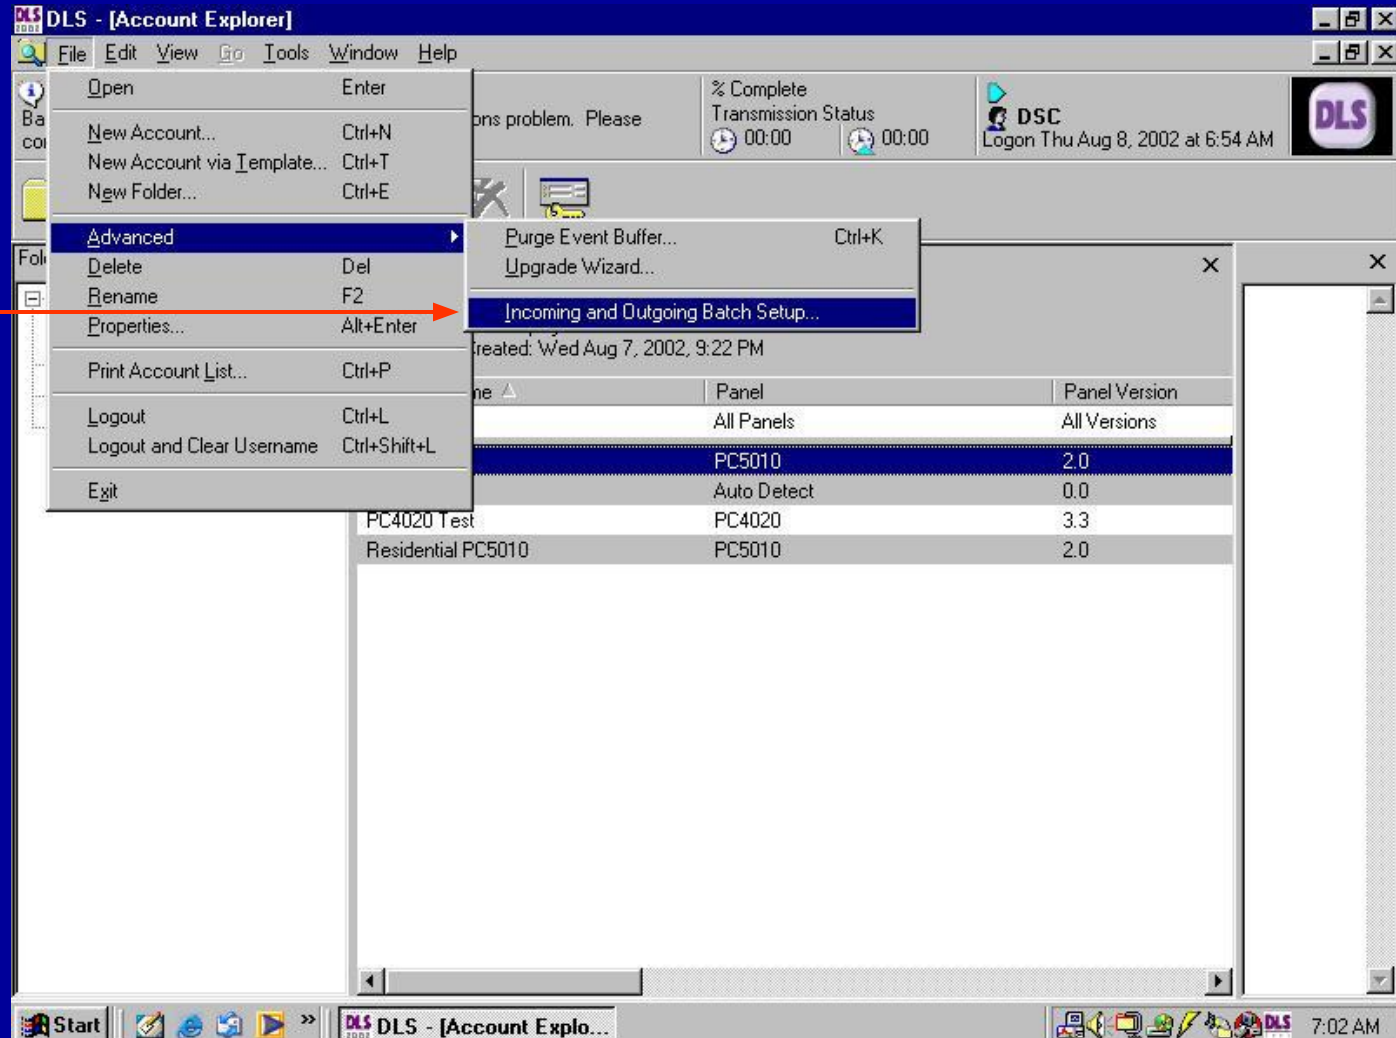 DLS - [Account Explorer]
File Edit View Go Tools Window Help
Open Enter
New Account... Ctrl+N
New Account via Template... Ctrl+T
New Folder... Ctrl+E
Advanced
Delete Del
Rename F2
Properties... Alt+Enter
Print Account List... Ctrl+P
Logout Ctrl+L
Logout and Clear Username Ctrl+Shift+L
Exit
Purge Event Buffer... Ctrl+K
Upgrade Wizard...
Incoming and Outgoing Batch Setup...
problem. Please
% Complete
Transmission Status
00:00 00:00
DSC
Logon Thu Aug 8, 2002 at 6:54 AM
DLS
Wed Aug 7, 2002, 9:22 PM
Panel Panel Version
All Panels All Versions
PC5010 2.0
Auto Detect 0.0
PC4020 Test PC4020 3.3
Residential PC5010 PC5010 2.0
Start DLS - [Account Explo... DLS 7:02 AM